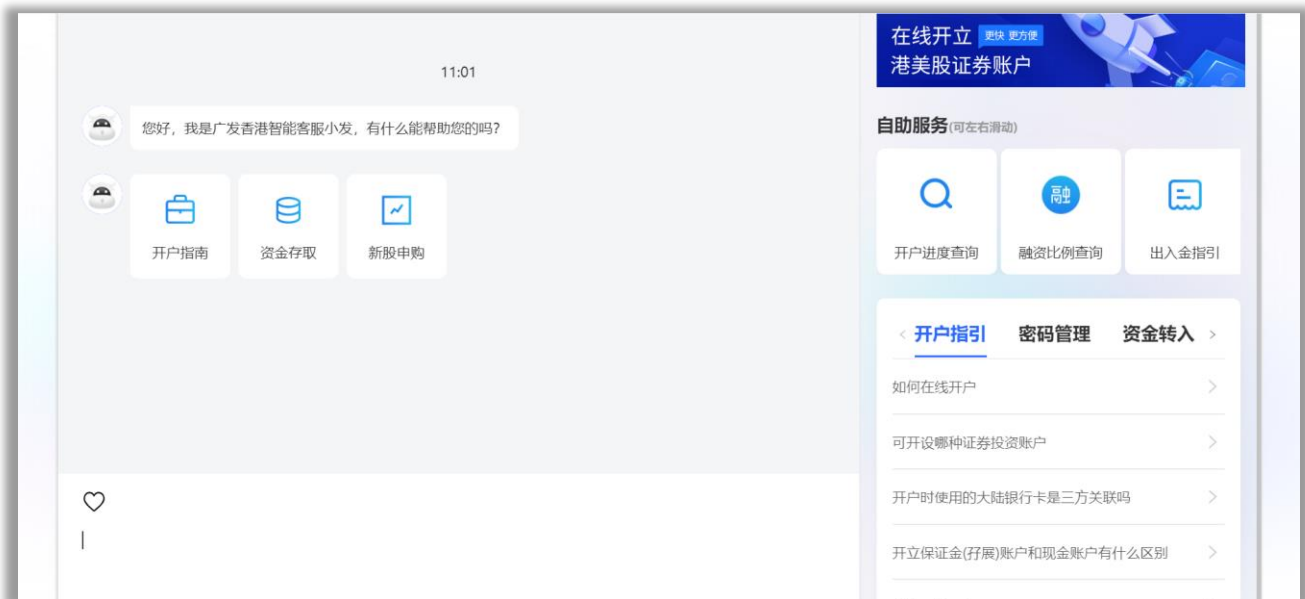 11:01
您好，我是广发香港智能客服小发，有什么能帮助您的吗？
开户指南
资金存取
新股申购
在线开立 更快 更方便
港美股证券账户
自助服务(可左右滑动)
融
开户进度查询
融资比例查询
出入金指引
开户指引
密码管理
资金转入
如何在线开户
可开设哪种证券投资账户
开户时使用的大陆银行卡是三方关联吗
开立保证金(孖展)账户和现金账户有什么区别